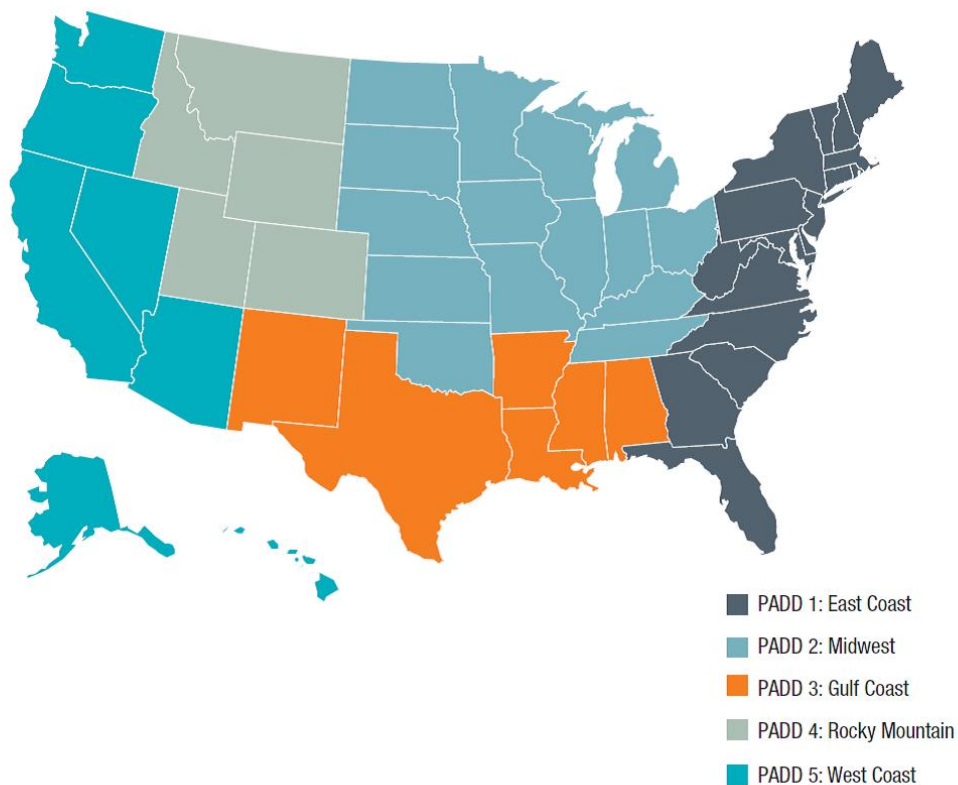 PADD 1: East Coast
PADD 2: Midwest
PADD 3: Gulf Coast
PADD 4: Rocky Mountain
PADD 5: West Coast